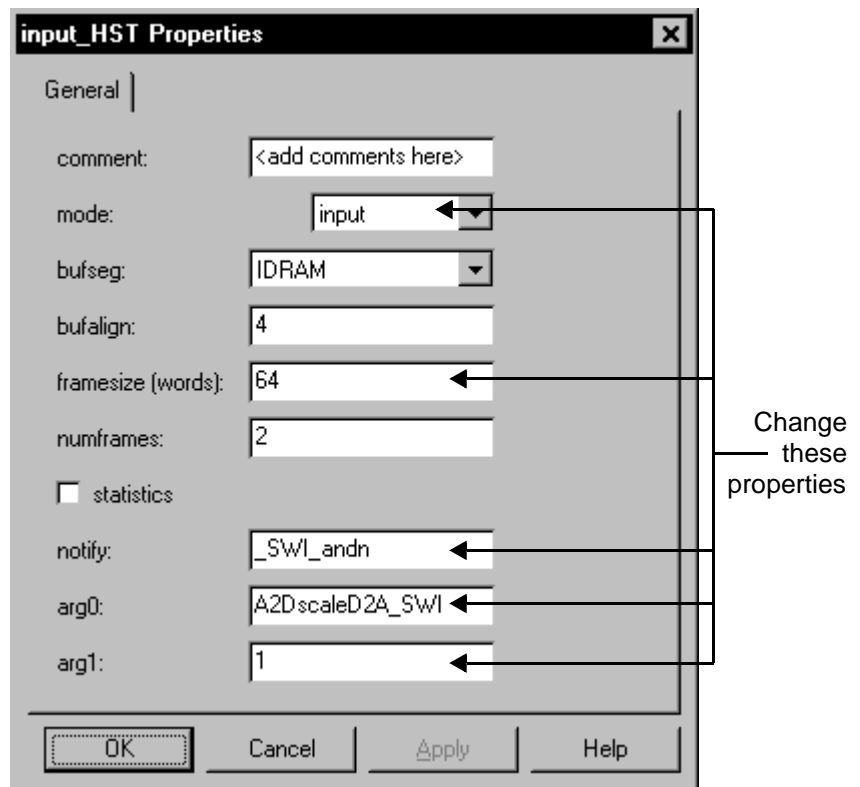 input_HST Properties
General
comment: <add comments here>
mode: input
bufseg: IDRAM
bufalign: 4
framesize (words): 64
numframes: 2
statistics
notify: _SWI_andn
arg0: A2DscaleD2A_SWI
arg1: 1
OK Cancel Apply Help
Change
these
properties